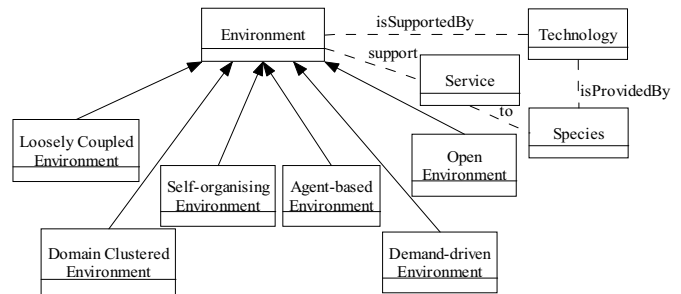 Environment
isSupportedBy
Technology
support
Service
isProvidedBy
to
Species
Loosely Coupled
Environment
Self-organising
Environment
Agent-based
Environment
Open
Environment
Domain Clustered
Environment
Demand-driven
Environment